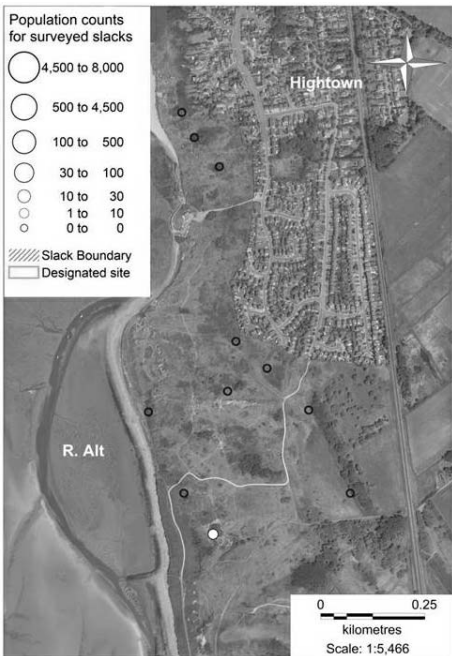 Population counts
for surveyed slacks
4,500 to 8,000
500 to 4,500
100 to 500
30 to 100
10 to 30
1 to 10
0 to 0
Slack Boundary
Designated site
Hightown
R. Alt
0 0.25
kilometres
Scale: 1:5,466